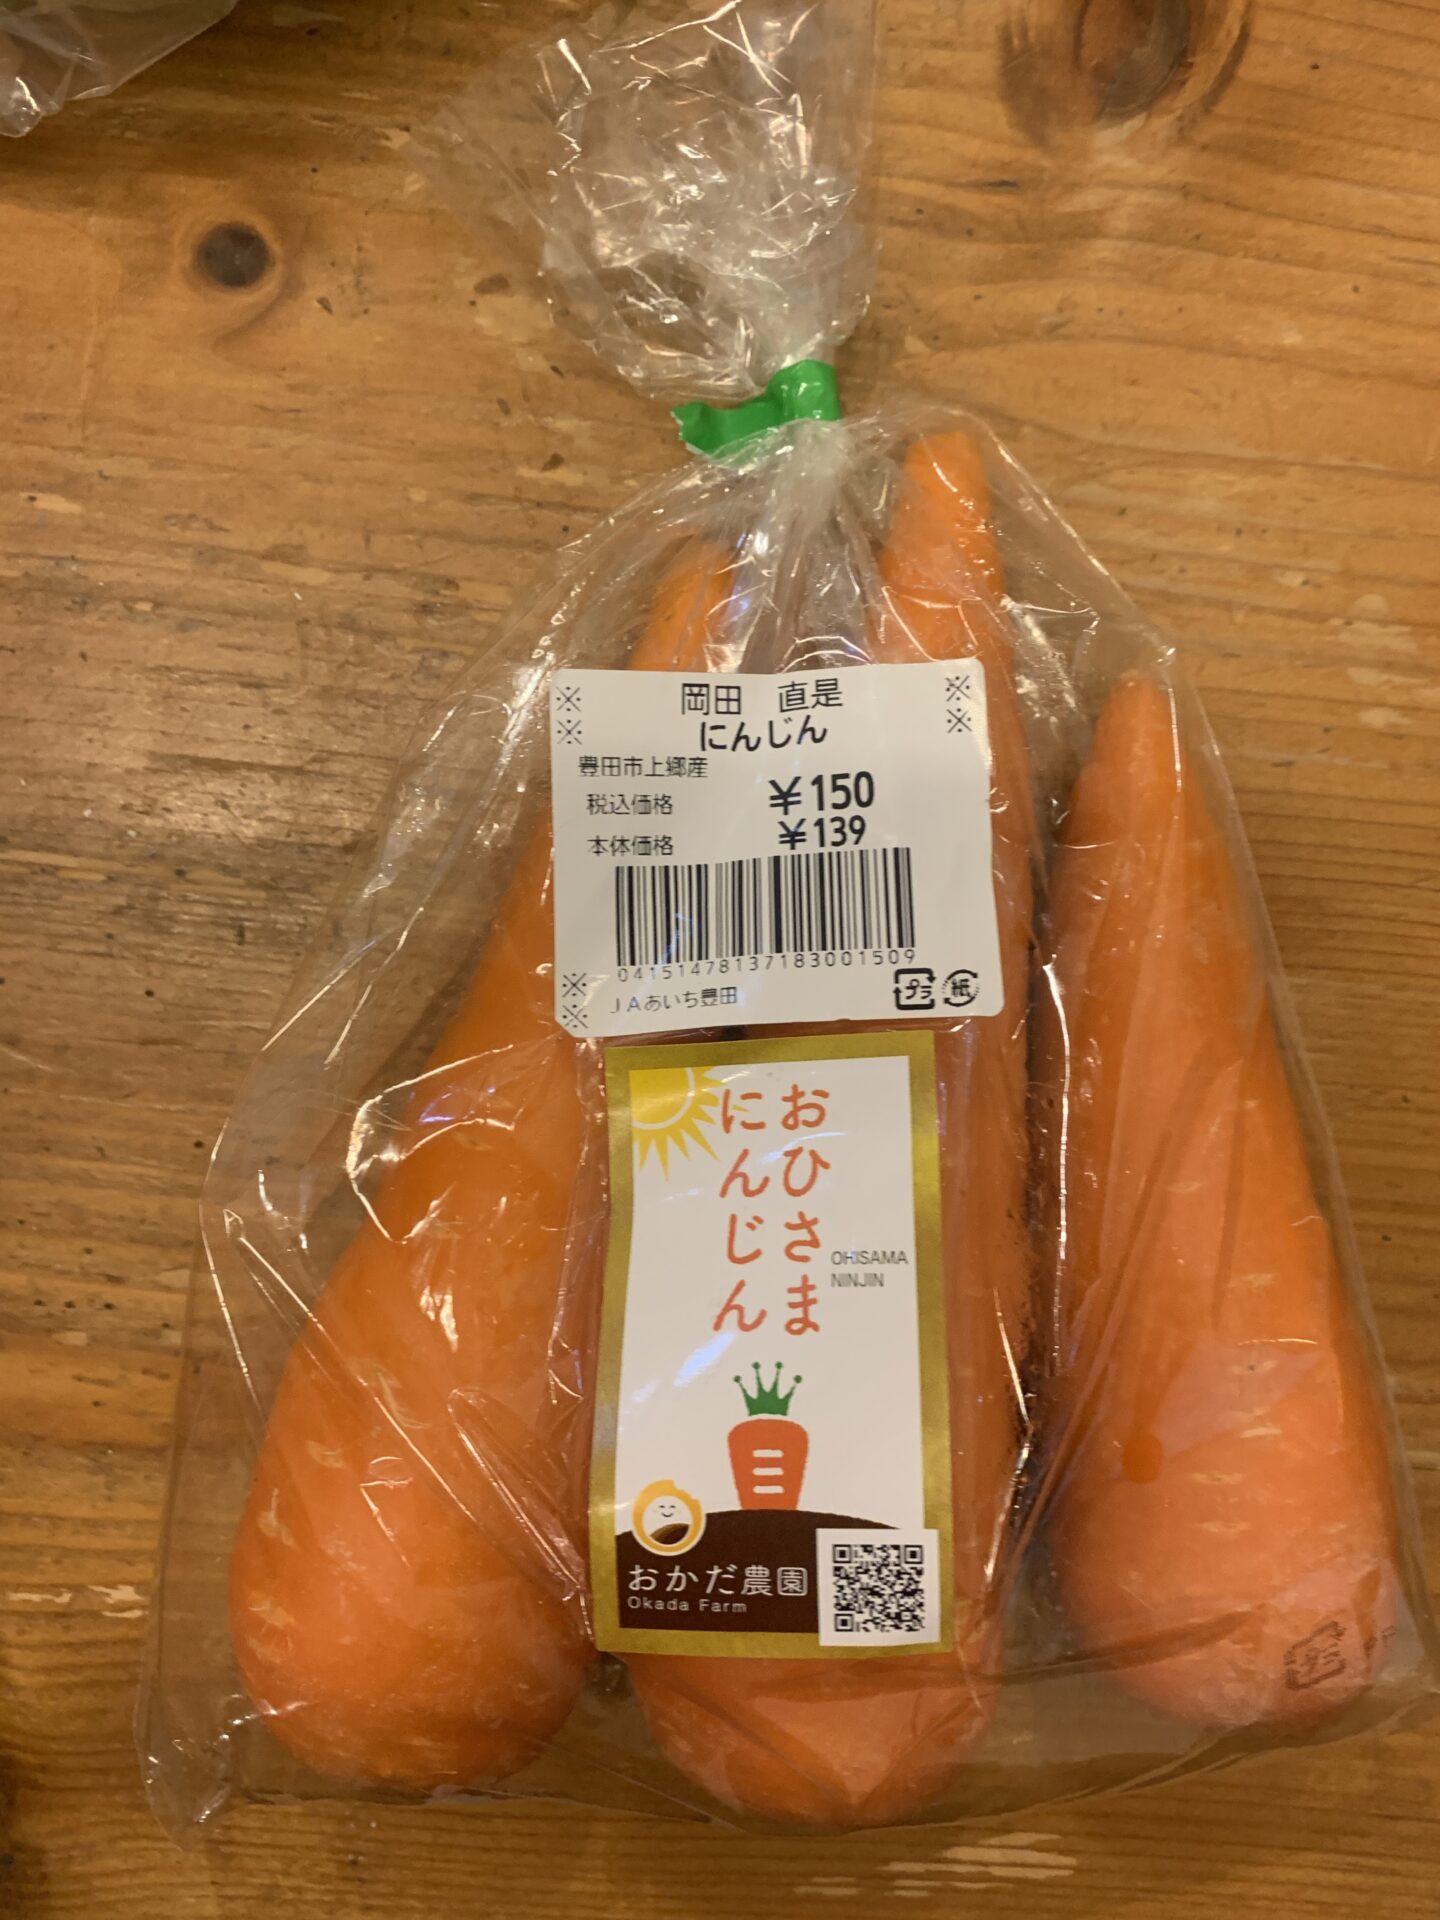 ※ 岡田 直是 ※
※ にんじん ※
豊田市上郷産
税込価格 ¥150
本体価格 ¥139
04151478137183001509
※
※ JAあいち豊田 プラ 紙
おひさま
にんじん
OHISAMA
NINJIN
おかだ農園
Okada Farm